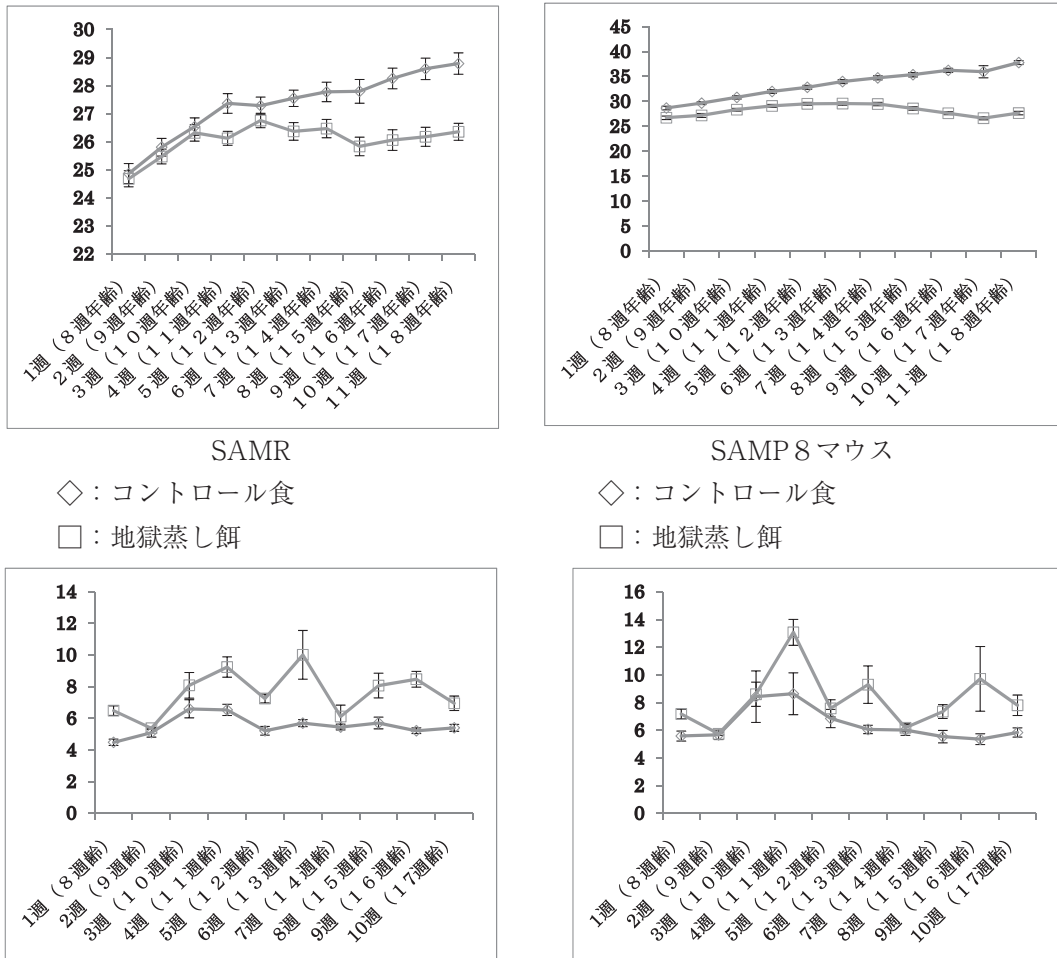 30
29
28
27
26
25
24
23
22
1週（8週年齢）
2週（9週年齢）
3週（１０週年齢）
4週（１１週年齢）
5週（１２週年齢）
6週（１３週年齢）
7週（１４週年齢）
8週（１５週年齢）
9週（１６週年齢）
１０週（１７週年齢）
１１週（１８週年齢）
SAMR
◇：コントロール食
□：地獄蒸し餌
45
40
35
30
25
20
15
10
5
0
1週（8週年齢）
2週（9週年齢）
3週（１０週年齢）
4週（１１週年齢）
5週（１２週年齢）
6週（１３週年齢）
7週（１４週年齢）
8週（１５週年齢）
9週（１６週年齢）
１０週（１７週年齢）
１１週（１８週年齢）
SAMP８マウス
◇：コントロール食
□：地獄蒸し餌
14
12
10
8
6
4
2
0
1週（8週齢）
2週（9週齢）
3週（１０週齢）
4週（１１週齢）
5週（１２週齢）
6週（１３週齢）
7週（１４週齢）
8週（１５週齢）
9週（１６週齢）
10週（１７週齢）
16
14
12
10
8
6
4
2
0
1週（8週齢）
2週（9週齢）
3週（１０週齢）
4週（１１週齢）
5週（１２週齢）
6週（１３週齢）
7週（１４週齢）
8週（１５週齢）
9週（１６週齢）
10週（１７週齢）